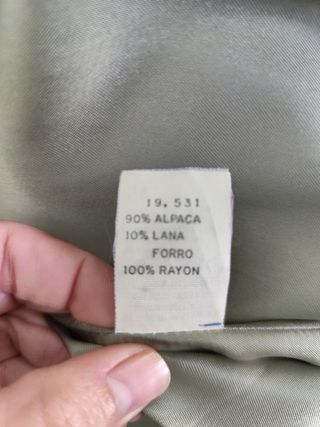 19,531
90% ALPACA
10% LANA
FORRO
100% RAYON